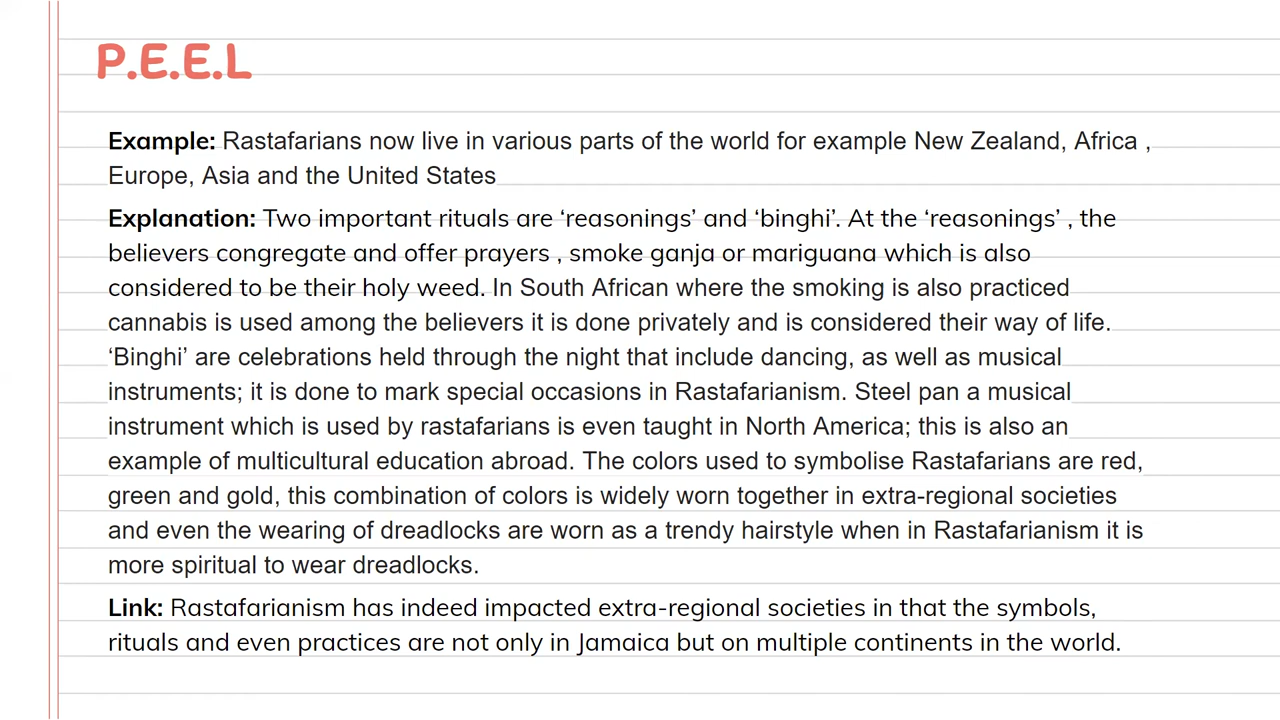 P.E.E.L
Example: Rastafarians now live in various parts of the world for example New Zealand, Africa ,
Europe, Asia and the United States
Explanation: Two important rituals are ‘reasonings’ and ‘binghi’. At the ‘reasonings’ , the
believers congregate and offer prayers , smoke ganja or mariguana which is also
considered to be their holy weed. In South African where the smoking is also practiced
cannabis is used among the believers it is done privately and is considered their way of life.
‘Binghi’ are celebrations held through the night that include dancing, as well as musical
instruments; it is done to mark special occasions in Rastafarianism. Steel pan a musical
instrument which is used by rastafarians is even taught in North America; this is also an
example of multicultural education abroad. The colors used to symbolise Rastafarians are red,
green and gold, this combination of colors is widely worn together in extra-regional societies
and even the wearing of dreadlocks are worn as a trendy hairstyle when in Rastafarianism it is
more spiritual to wear dreadlocks.
Link: Rastafarianism has indeed impacted extra-regional societies in that the symbols,
rituals and even practices are not only in Jamaica but on multiple continents in the world.